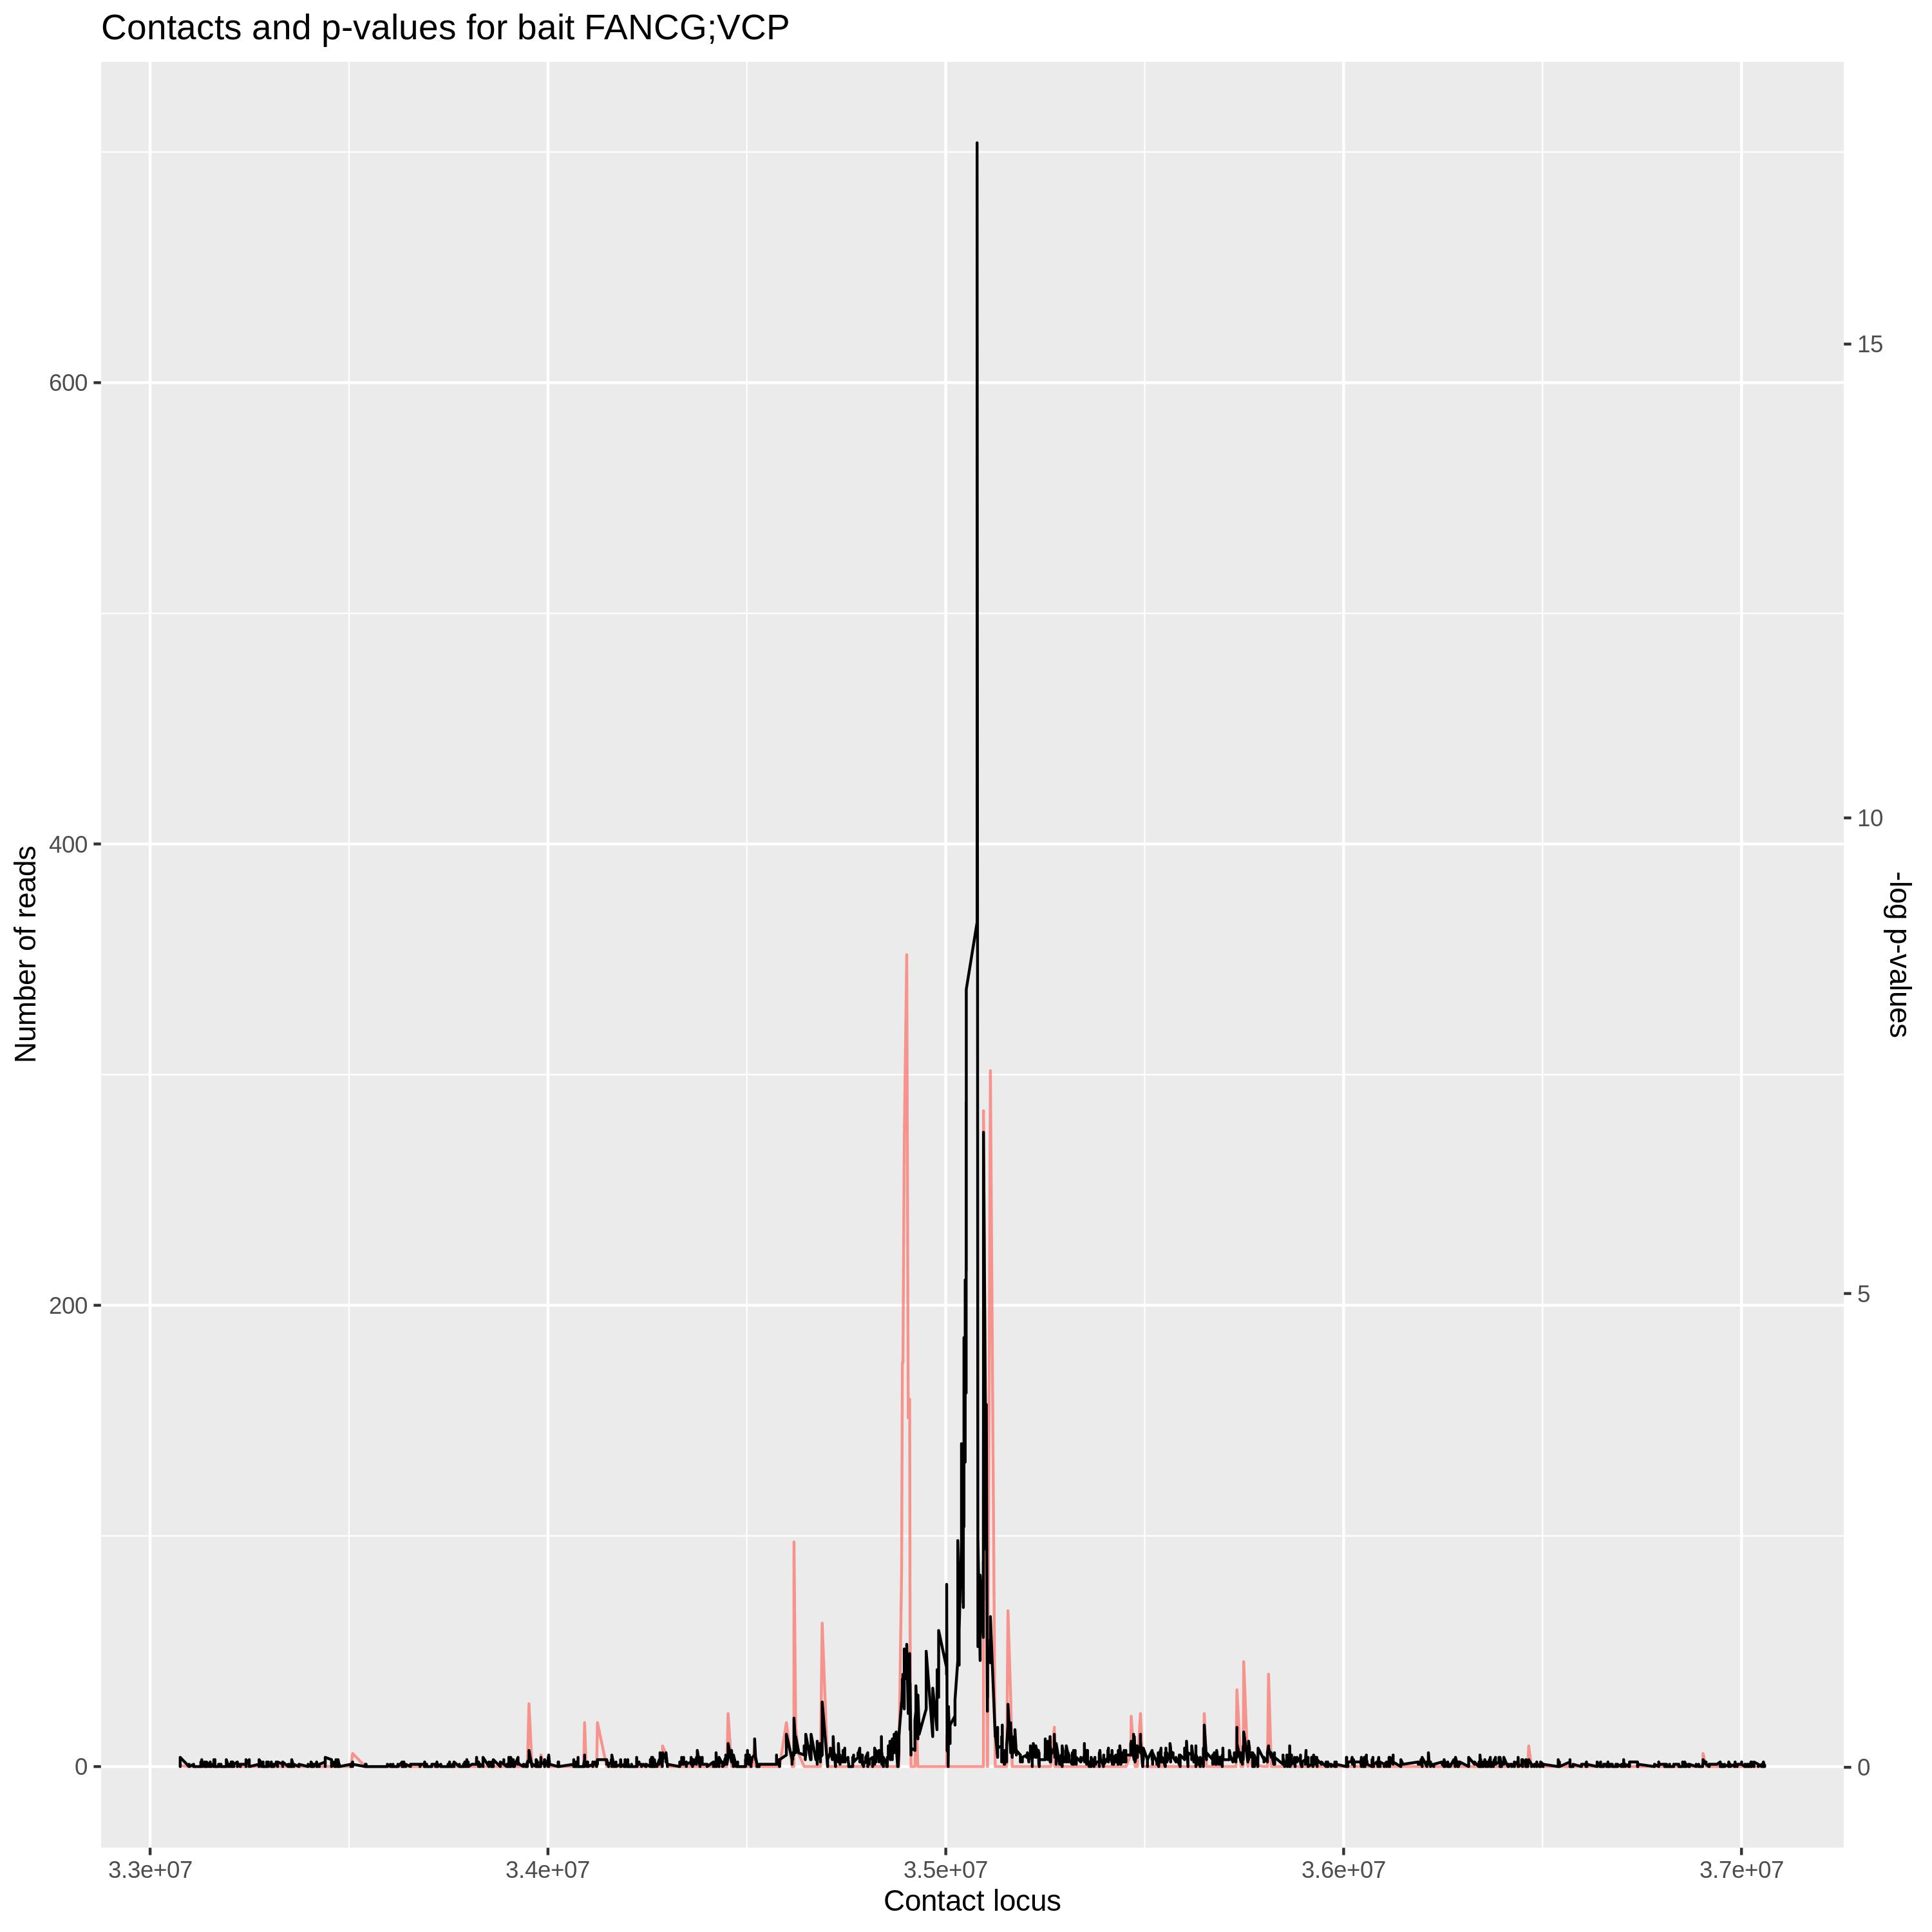 Contacts and p-values for bait FANCG;VCP
Number of reads
600
400
200
0
15
10
5
0
-log p-values
3.3e+07
3.4e+07
3.5e+07
3.6e+07
3.7e+07
Contact locus